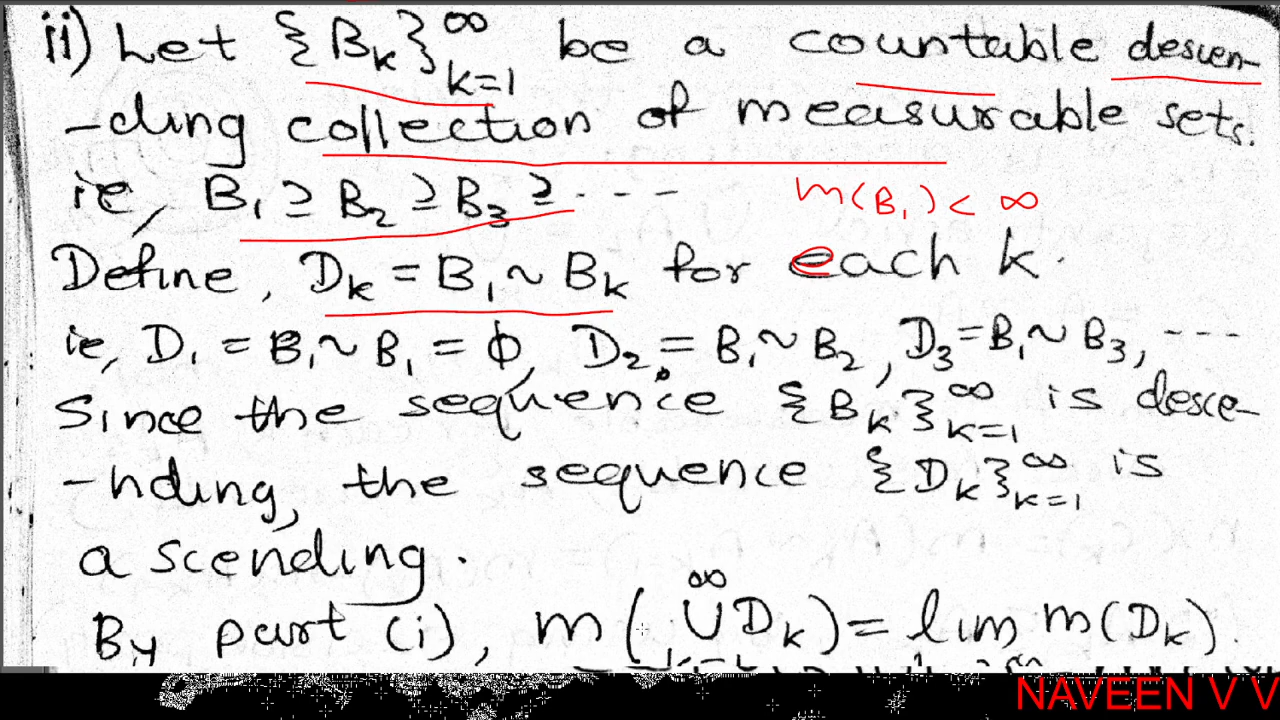 ii) Let {B_k}_{k=1}^∞ be a countable descen-
-ding collection of measurable sets.
ie, B₁ ⊇ B₂ ⊇ B₃ ⊇ - - - m(B₁) < ∞
Define, D_k = B₁ ~ B_k for each k.
ie, D₁ = B₁ ~ B₁ = ϕ, D₂ = B₁ ~ B₂, D₃ = B₁ ~ B₃, - - -
Since the sequence {B_k}_{k=1}^∞ is desce-
-nding, the sequence {D_k}_{k=1}^∞ is
ascending.
By part (i), m(∪^∞ D_k) = lim m(D_k).
NAVEEN V V